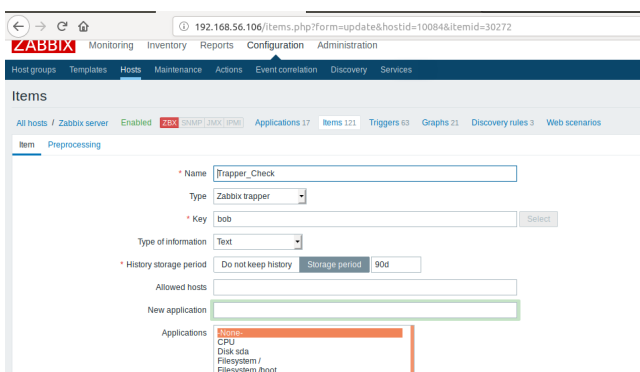 192.168.56.106/items.php?form=update&hostid=10084&itemid=30272
ZABBIX Monitoring Inventory Reports Configuration Administration
Host groups Templates Hosts Maintenance Actions Event correlation Discovery Services
Items
All hosts / Zabbix server Enabled ZBX SNMP JMX IPMI Applications 17 Items 121 Triggers 63 Graphs 21 Discovery rules 3 Web scenarios
Item Preprocessing
* Name Trapper_Check
Type Zabbix trapper
* Key bob Select
Type of information Text
* History storage period Do not keep history Storage period 90d
Allowed hosts
New application
Applications -None-
CPU
Disk sda
Filesystem /
Filesystem /boot